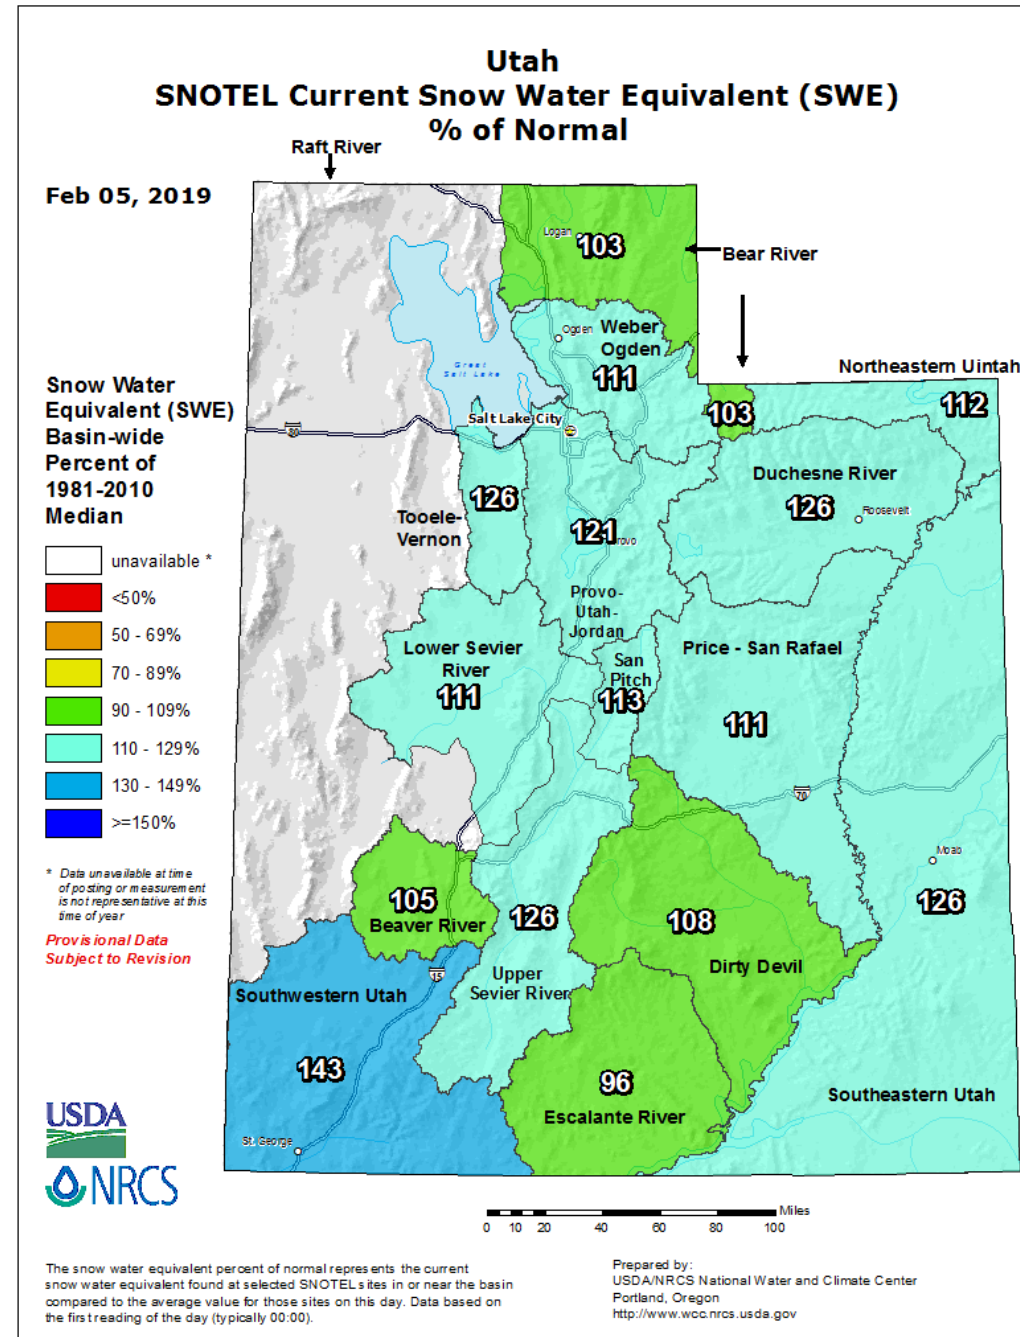 Utah
SNOTEL Current Snow Water Equivalent (SWE)
% of Normal
Raft River
Feb 05, 2019
Logan
103
Bear River
Weber
Ogden
Ogden
111
Great
Salt Lake
Northeastern Uintah
112
Snow Water
Equivalent (SWE)
Basin-wide
Percent of
1981-2010
Median
80
Salt Lake City
103
Duchesne River
126
Roosevelt
126
Tooele-
Vernon
121
Provo-
Utah-
Jordan
unavailable *
<50%
50 - 69%
70 - 89%
90 - 109%
110 - 129%
130 - 149%
>=150%
Lower Sevier
River
111
San
Pitch
113
Price - San Rafael
111
70
Moab
126
* Data unavailable at time
of posting or measurement
is not representative at this
time of year
Provisional Data
Subject to Revision
105
Beaver River
126
Upper
Sevier River
108
Dirty Devil
15
Southwestern Utah
143
96
Escalante River
Southeastern Utah
St. George
USDA
NRCS
Miles
0 10 20 40 60 80 100
The snow water equivalent percent of normal represents the current
snow water equivalent found at selected SNOTEL sites in or near the basin
compared to the average value for those sites on this day. Data based on
the first reading of the day (typically 00:00).
Prepared by:
USDA/NRCS National Water and Climate Center
Portland, Oregon
http://www.wcc.nrcs.usda.gov